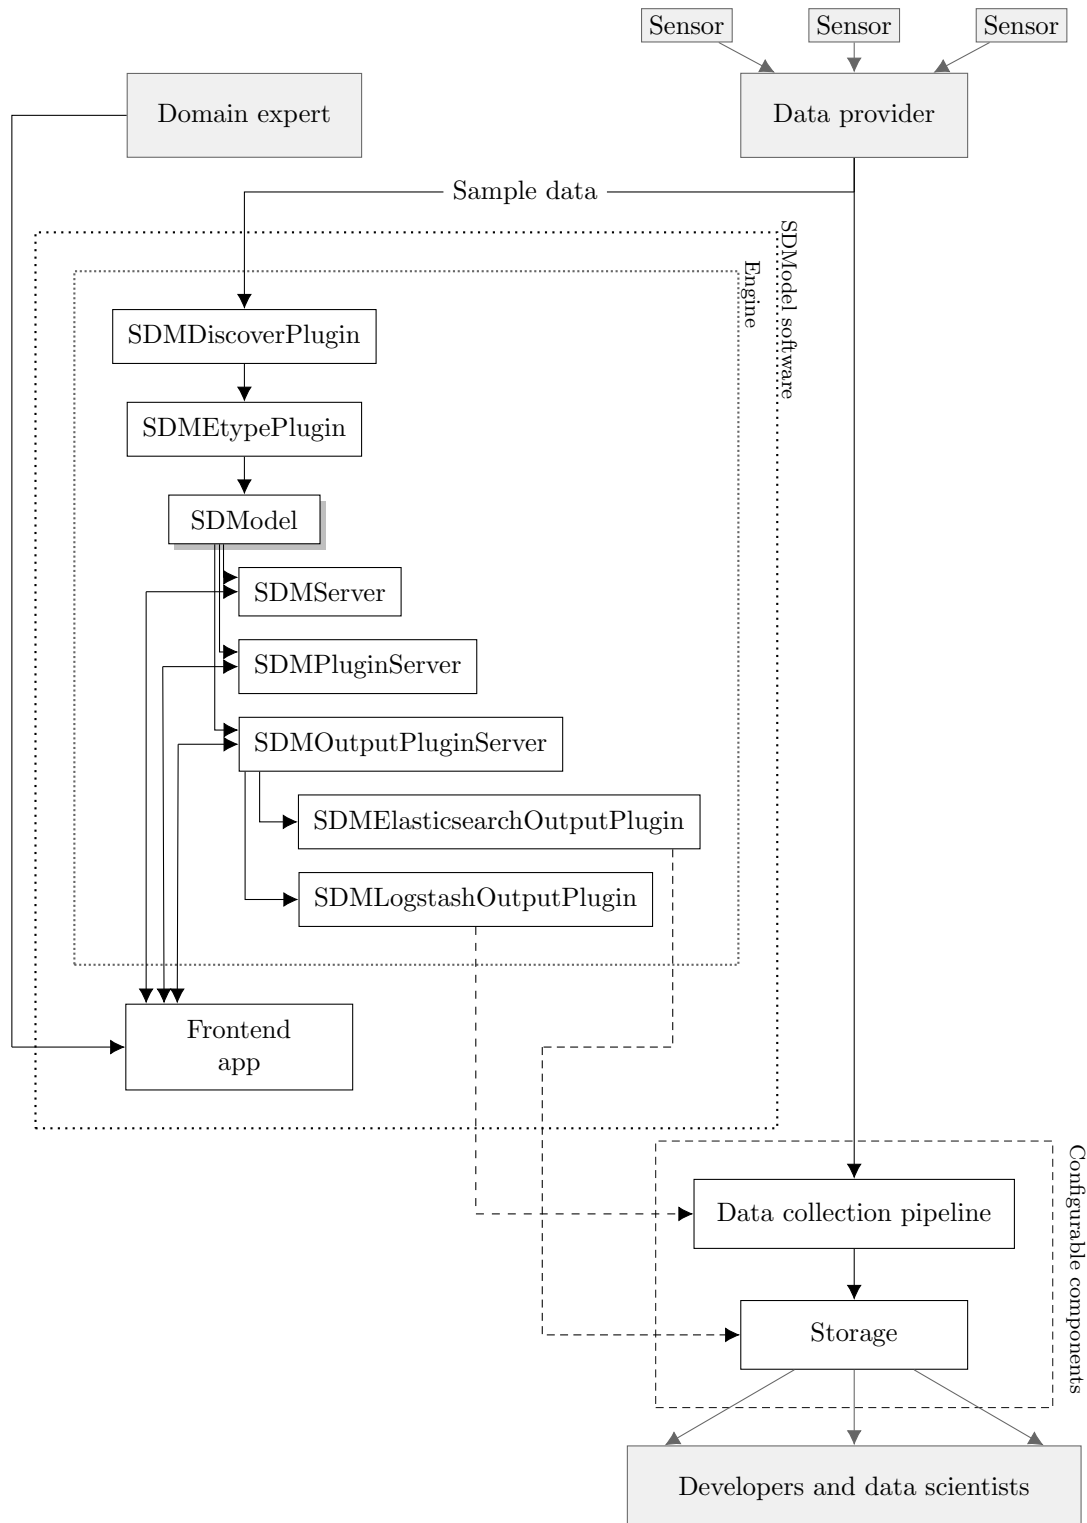 Sensor
Sensor
Sensor
Domain expert
Data provider
Sample data
SDModel software
Engine
SDMDiscoverPlugin
SDMEtypePlugin
SDModel
SDMServer
SDMPluginServer
SDMOutputPluginServer
SDMElasticsearchOutputPlugin
SDMLogstashOutputPlugin
Frontend
app
Configurable components
Data collection pipeline
Storage
Developers and data scientists